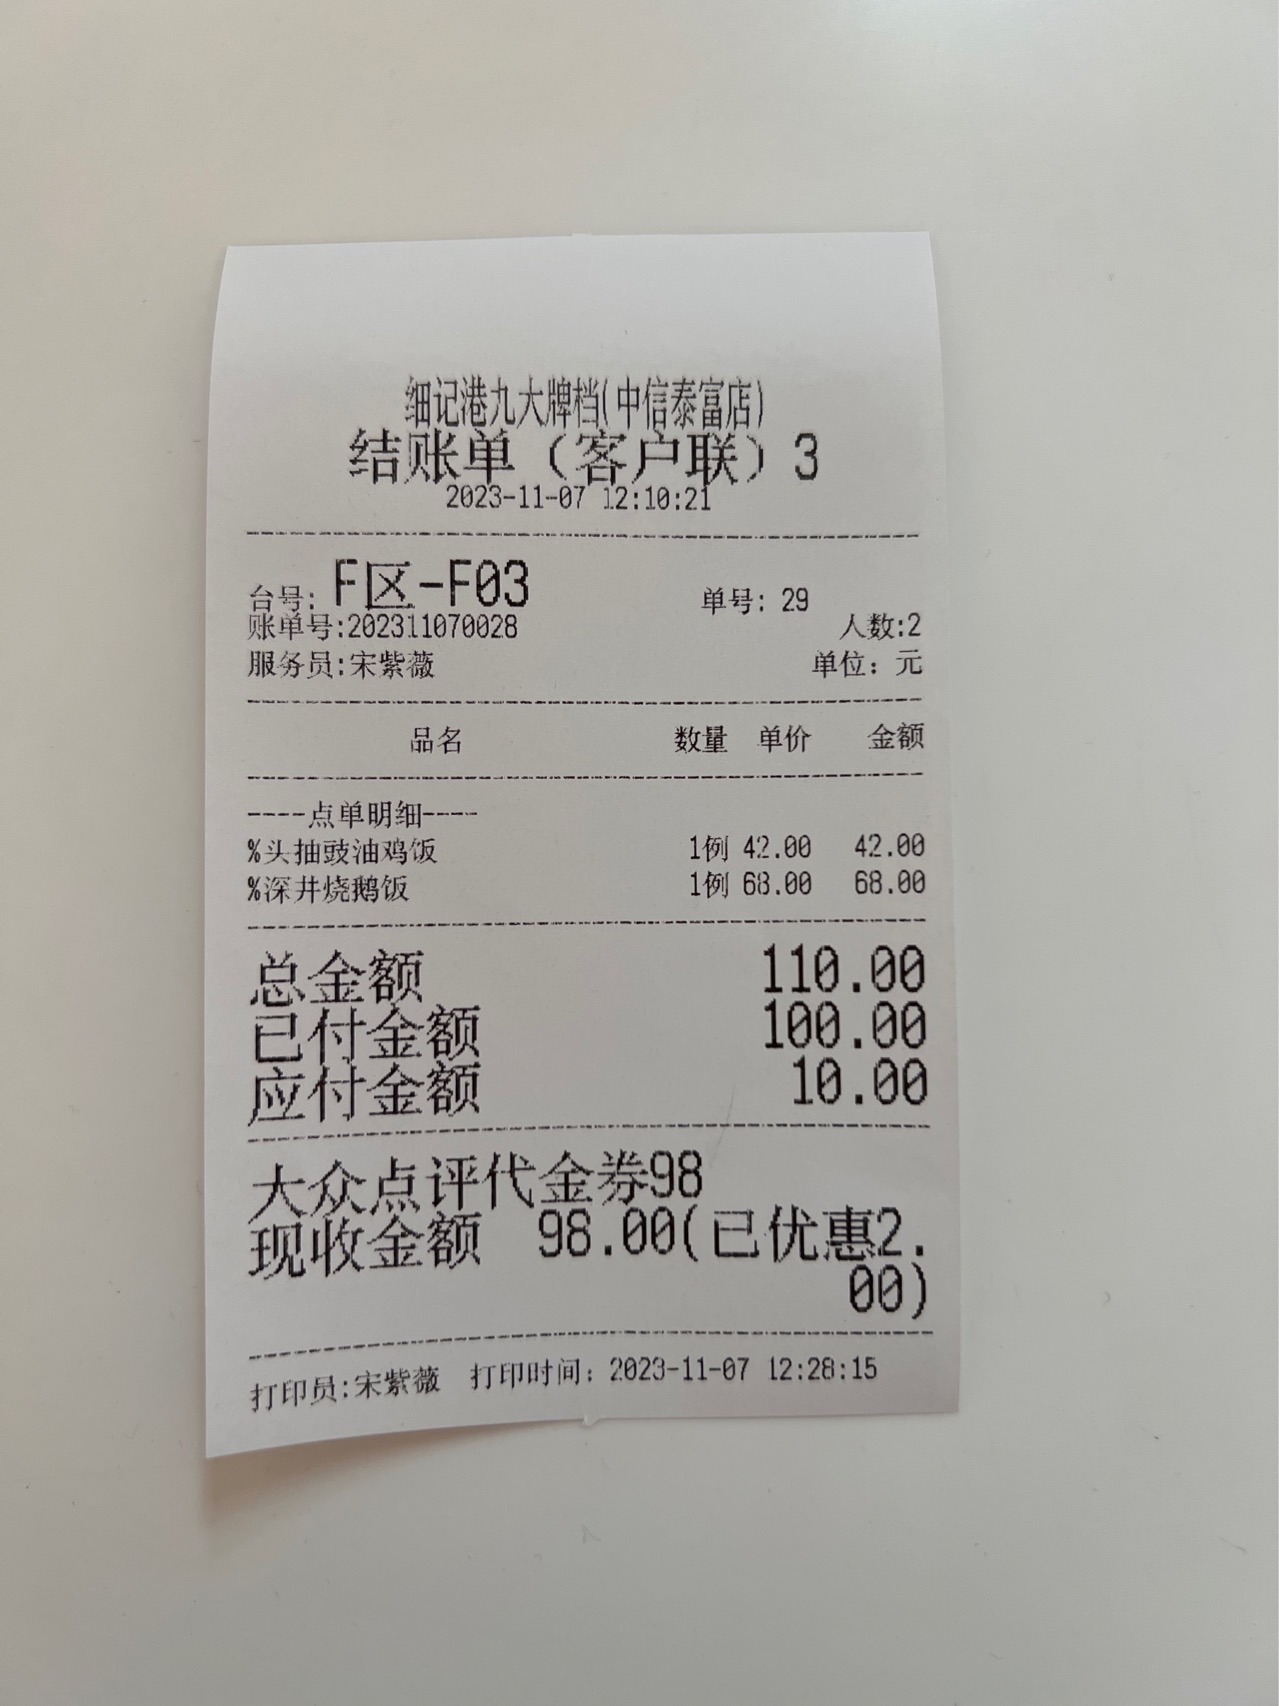 细记港九大牌档(中信泰富店)
结账单（客户联）3
2023-11-07 12:10:21
台号: F区-F03 单号: 29
账单号:202311070028 人数:2
服务员:宋紫薇 单位: 元
品名 数量 单价 金额
----点单明细----
%头抽豉油鸡饭 1例 42.00 42.00
%深井烧鹅饭 1例 68.00 68.00
总金额 110.00
已付金额 100.00
应付金额 10.00
大众点评代金券98
现收金额 98.00(已优惠2.
00)
打印员:宋紫薇 打印时间: 2023-11-07 12:28:15